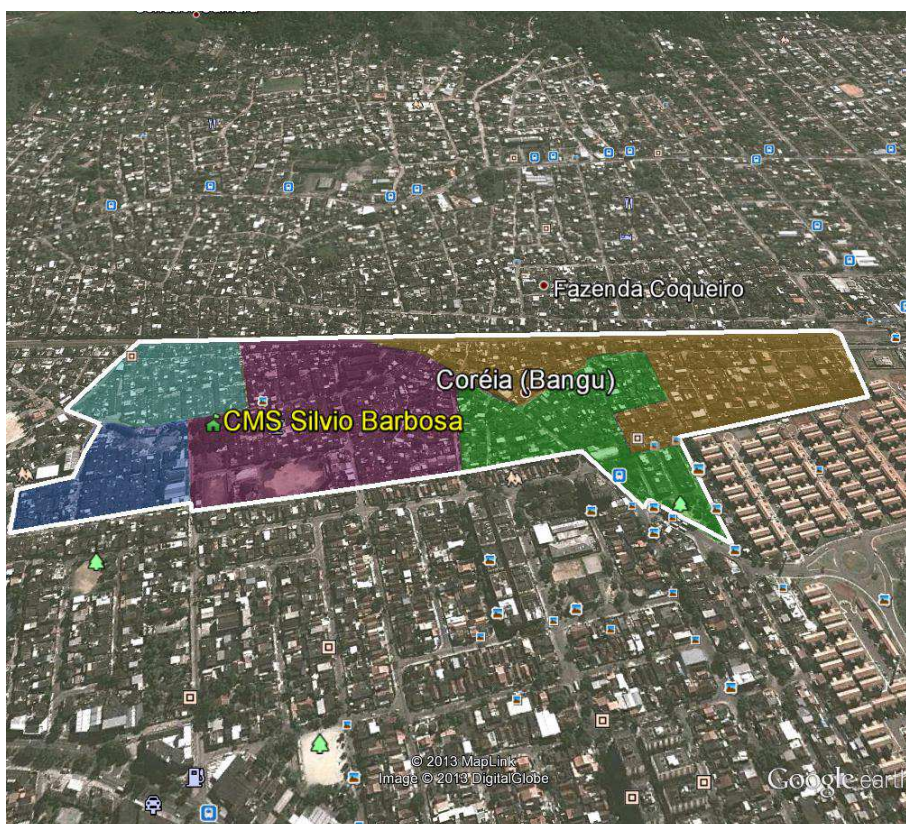 Fazenda Coqueiro
Coréia (Bangu)
CMS Silvio Barbosa
© 2013 MapLink
Image © 2013 DigitalGlobe
Google earth